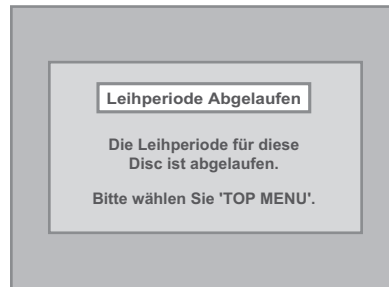 Leihperiode Abgelaufen
Die Leihperiode für diese
Disc ist abgelaufen.
Bitte wählen Sie 'TOP MENU'.